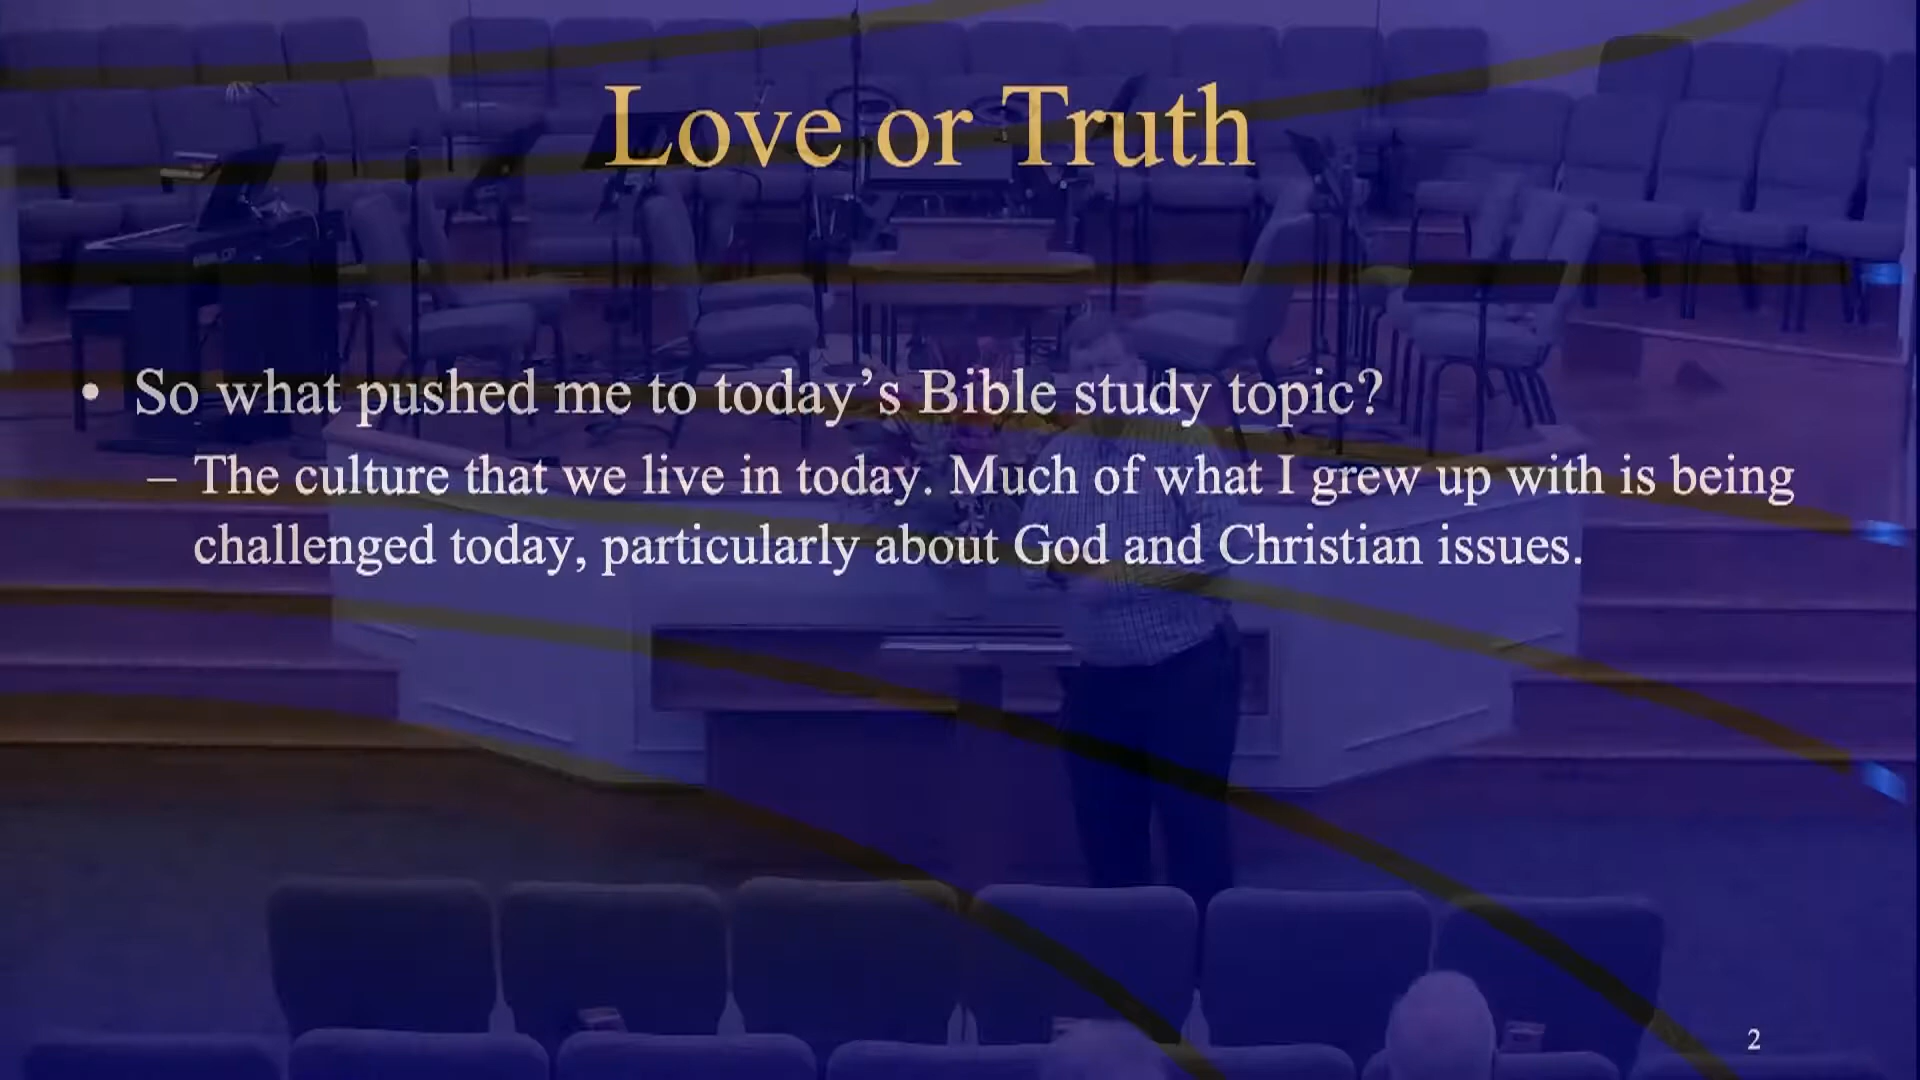 Love or Truth
• So what pushed me to today’s Bible study topic?
– The culture that we live in today. Much of what I grew up with is being
challenged today, particularly about God and Christian issues.
2